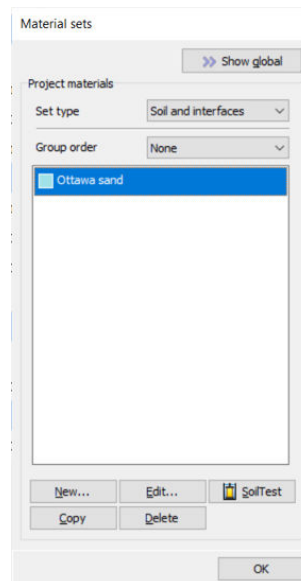 Material sets
Show global
Project materials
Set type Soil and interfaces
Group order None
Ottawa sand
New... Edit... SoilTest
Copy Delete
OK